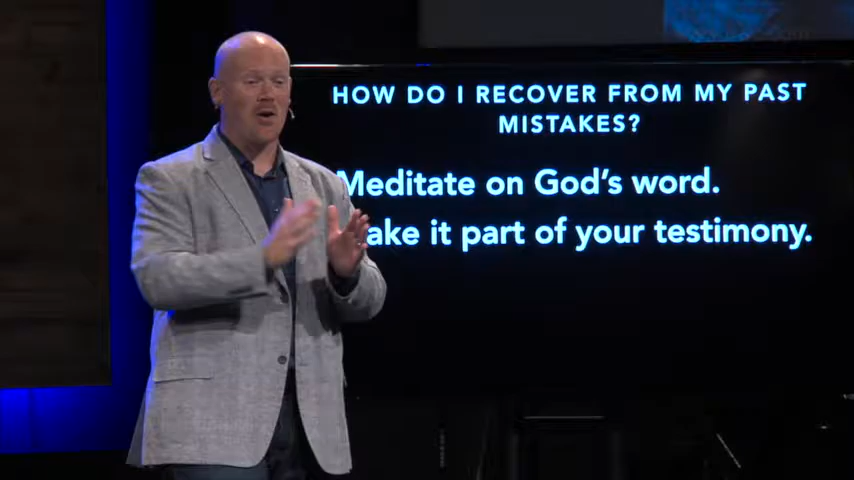 HOW DO I RECOVER FROM MY PAST
MISTAKES?
Meditate on God's word.
ake it part of your testimony.